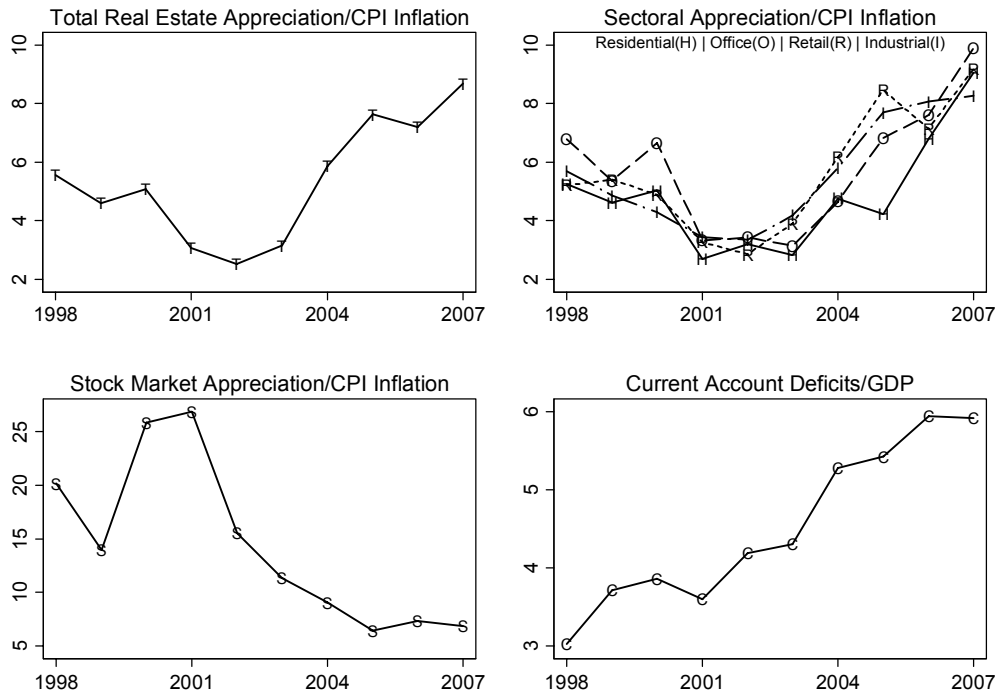 Total Real Estate Appreciation/CPI Inflation
10
8
6
4
2
1998 2001 2004 2007
Sectoral Appreciation/CPI Inflation
Residential(H) | Office(O) | Retail(R) | Industrial(I)
10
8
6
4
2
1998 2001 2004 2007
Stock Market Appreciation/CPI Inflation
25
20
15
10
5
1998 2001 2004 2007
Current Account Deficits/GDP
6
5
4
3
1998 2001 2004 2007